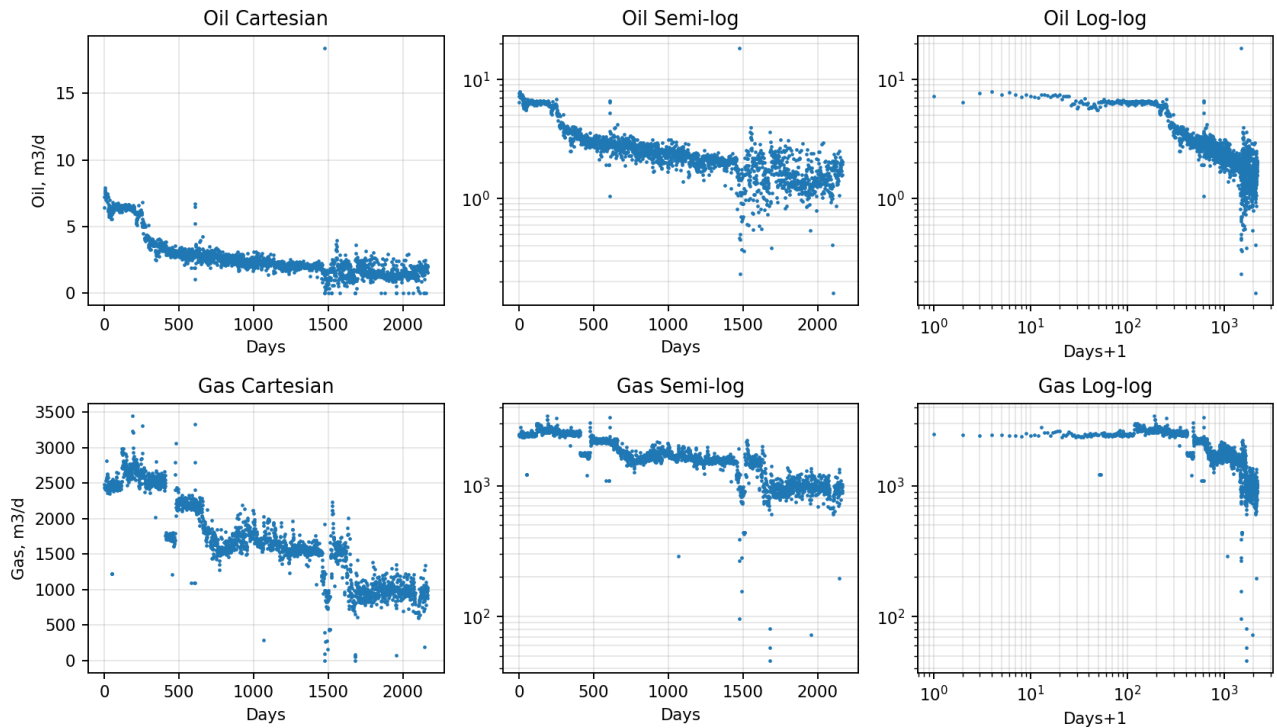 Oil Cartesian
Oil, m3/d
15
10
5
0
0 500 1000 1500 2000
Days
Oil Semi-log
10¹
10⁰
0 500 1000 1500 2000
Days
Oil Log-log
10¹
10⁰
10⁰ 10¹ 10² 10³
Days+1
Gas Cartesian
Gas, m3/d
3500
3000
2500
2000
1500
1000
500
0
0 500 1000 1500 2000
Days
Gas Semi-log
10³
10²
0 500 1000 1500 2000
Days
Gas Log-log
10³
10²
10⁰ 10¹ 10² 10³
Days+1